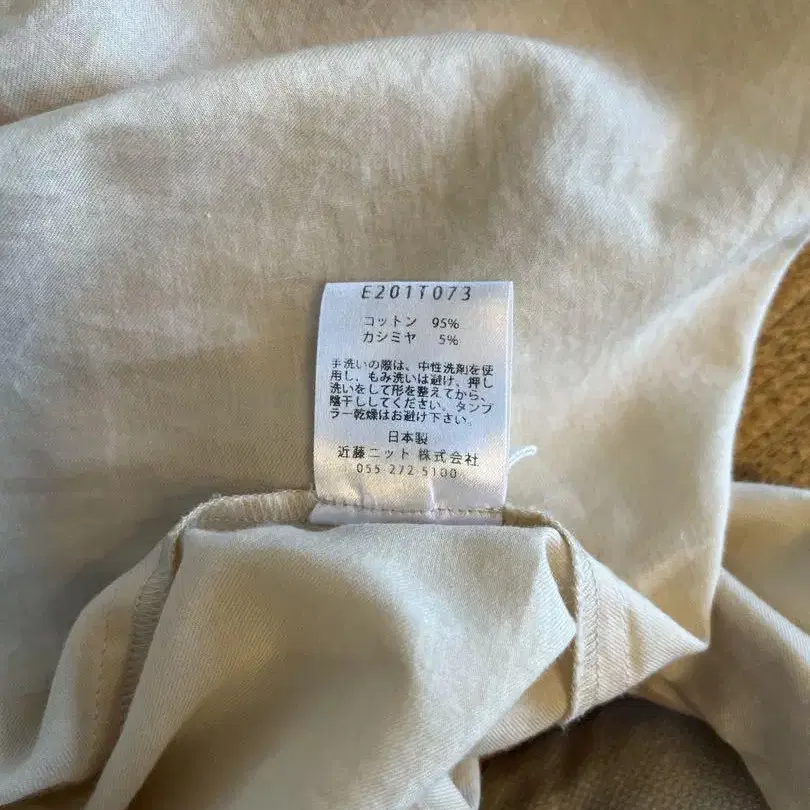 E201T073
コットン 95%
カシミヤ 5%
手洗いの際は、中性洗剤を使
用し、もみ洗いは避け、押し
洗いをして形を整えてから、
陰干ししてください。タンブ
ラー乾燥はお避け下さい。
日本製
近藤ニット 株式会社
055 272 5100